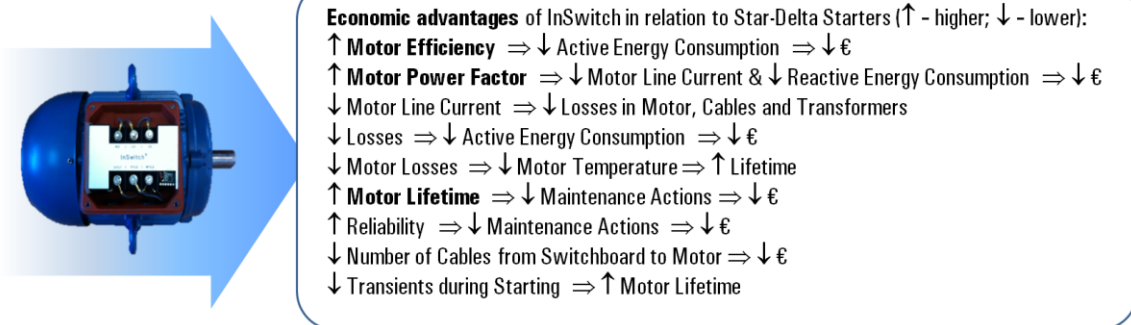 Economic advantages of InSwitch in relation to Star-Delta Starters (↑ - higher; ↓ - lower):
↑ Motor Efficiency ⇒ ↓ Active Energy Consumption ⇒ ↓ €
↑ Motor Power Factor ⇒ ↓ Motor Line Current & ↓ Reactive Energy Consumption ⇒ ↓ €
↓ Motor Line Current ⇒ ↓ Losses in Motor, Cables and Transformers
↓ Losses ⇒ ↓ Active Energy Consumption ⇒ ↓ €
↓ Motor Losses ⇒ ↓ Motor Temperature ⇒ ↑ Lifetime
↑ Motor Lifetime ⇒ ↓ Maintenance Actions ⇒ ↓ €
↑ Reliability ⇒ ↓ Maintenance Actions ⇒ ↓ €
↓ Number of Cables from Switchboard to Motor ⇒ ↓ €
↓ Transients during Starting ⇒ ↑ Motor Lifetime
InSwitch